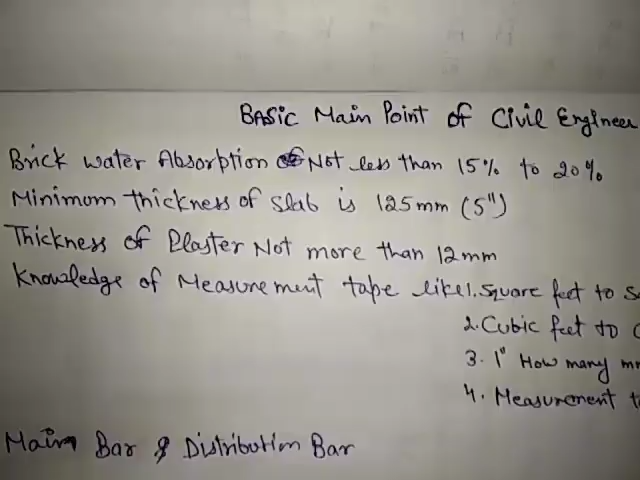 BASIC Main Point of Civil Engineer
Brick water Absorption Not less than 15% to 20%
Minimum thickness of Slab is 125mm (5")
Thickness of Plaster Not more than 12mm
Knowledge of Measurement tape like 1. Square feet to
2. Cubic feet to
3. 1" How many
4. Measurement
Main Bar & Distribution Bar